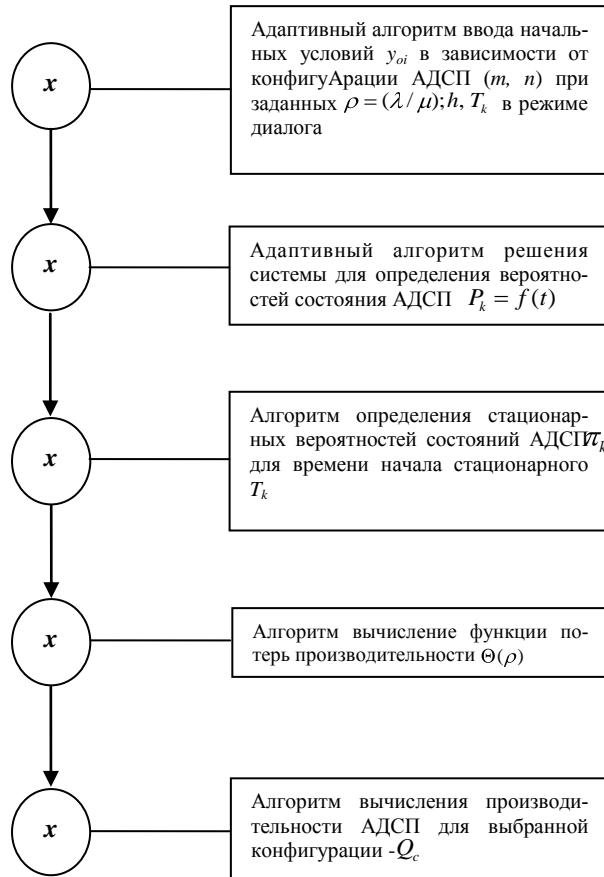 x
Адаптивный алгоритм ввода началь-
ных условий y_{oi} в зависимости от
конфигуАрации АДСП (m, n) при
заданных ρ = (λ / μ); h, T_k в режиме
диалога
x
Адаптивный алгоритм решения
системы для определения вероятно-
стей состояния АДСП P_k = f(t)
x
Алгоритм определения стационар-
ных вероятностей состояний АДСП π_k
для времени начала стационарного
T_k
x
Алгоритм вычисление функции по-
терь производительности Θ(ρ)
x
Алгоритм вычисления производи-
тельности АДСП для выбранной
конфигурации -Q_c